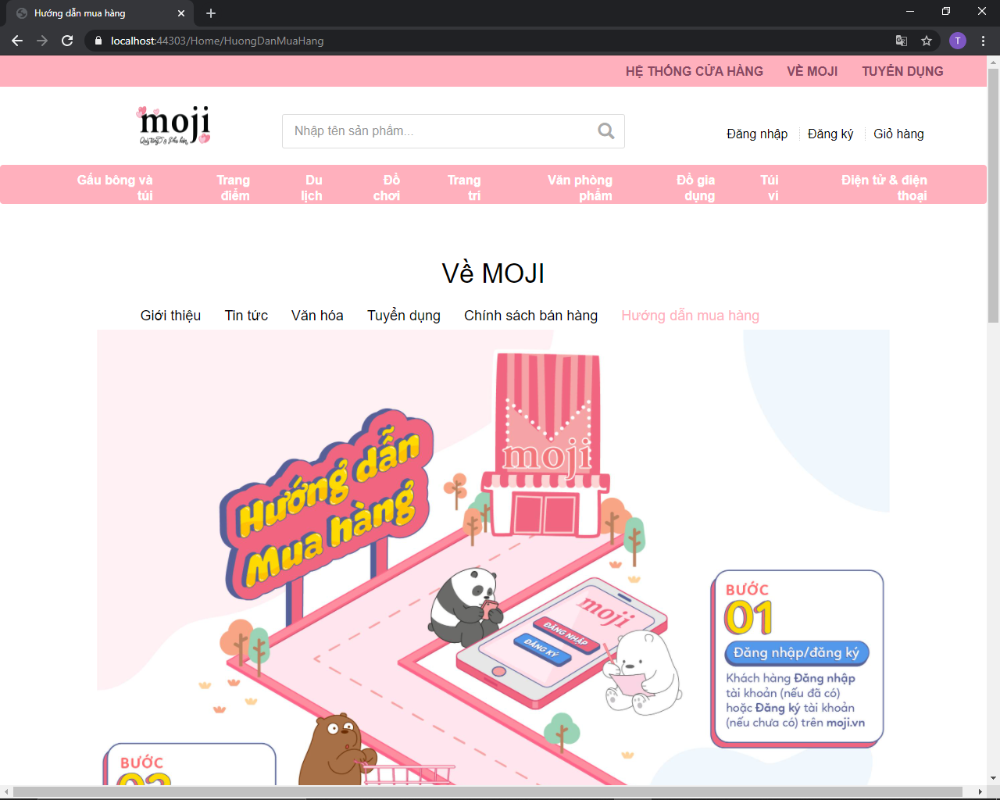 Hướng dẫn mua hàng
localhost:44303/Home/HuongDanMuaHang
T
HỆ THỐNG CỬA HÀNG VỀ MOJI TUYỂN DỤNG
moji
Nhập tên sản phẩm...
Đăng nhập Đăng ký Giỏ hàng
Gấu bông và túi
Trang điểm
Du lịch
Đồ chơi
Trang trí
Văn phòng phẩm
Đồ gia dụng
Túi ví
Điện tử & điện thoại
Về MOJI
Giới thiệu Tin tức Văn hóa Tuyển dụng Chính sách bán hàng Hướng dẫn mua hàng
moji
Hướng dẫn
Mua hàng
moji
ĐĂNG NHẬP
ĐĂNG KÝ
BƯỚC
01
Đăng nhập/đăng ký
Khách hàng Đăng nhập
tài khoản (nếu đã có)
hoặc Đăng ký tài khoản
(nếu chưa có) trên moji.vn
BƯỚC